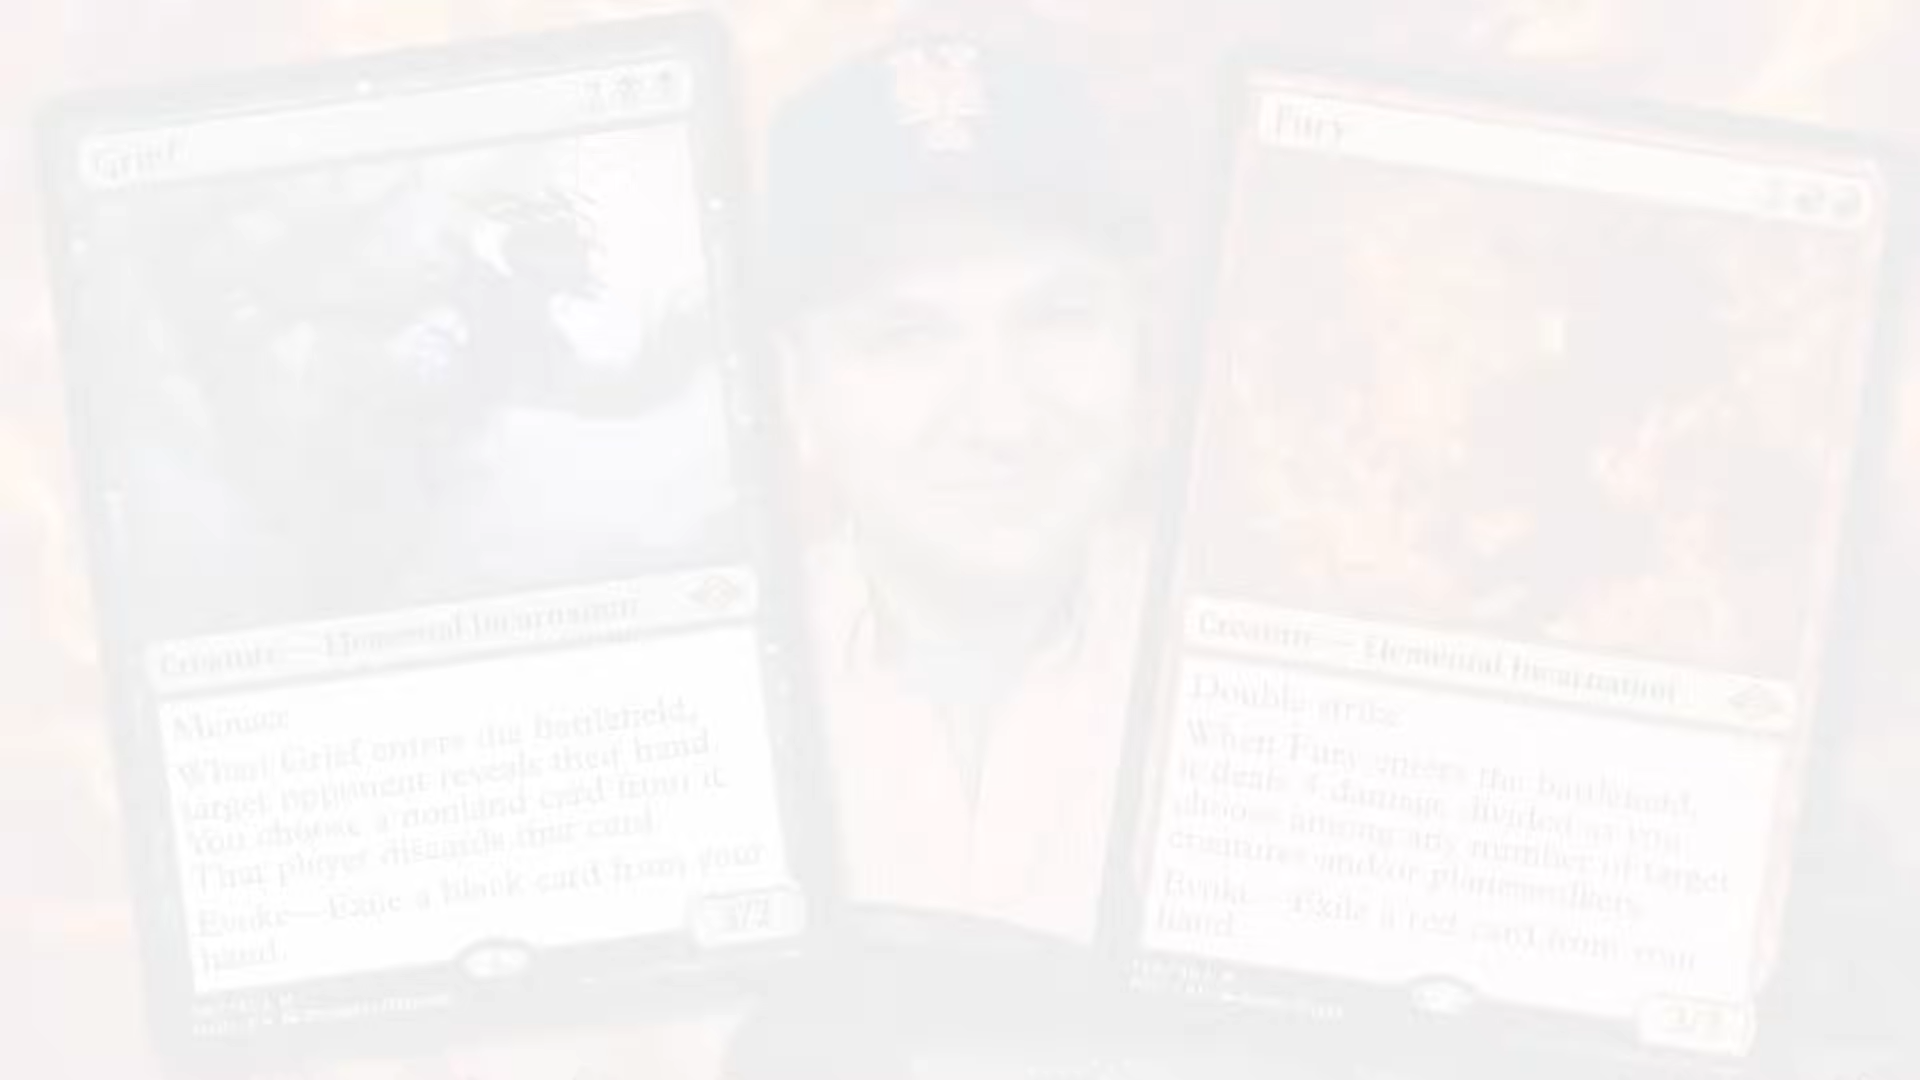 Grief
Creature — Elemental Incarnation
Menace
When Grief enters the battlefield,
target opponent reveals their hand.
You choose a nonland card from it.
That player discards that card.
Evoke—Exile a black card from your
hand.
3/2
Fury
Creature — Elemental Incarnation
Double strike
When Fury enters the battlefield,
it deals 4 damage divided as you
choose among any number of target
creatures and/or planeswalkers.
Evoke—Exile a red card from your
hand.
3/3